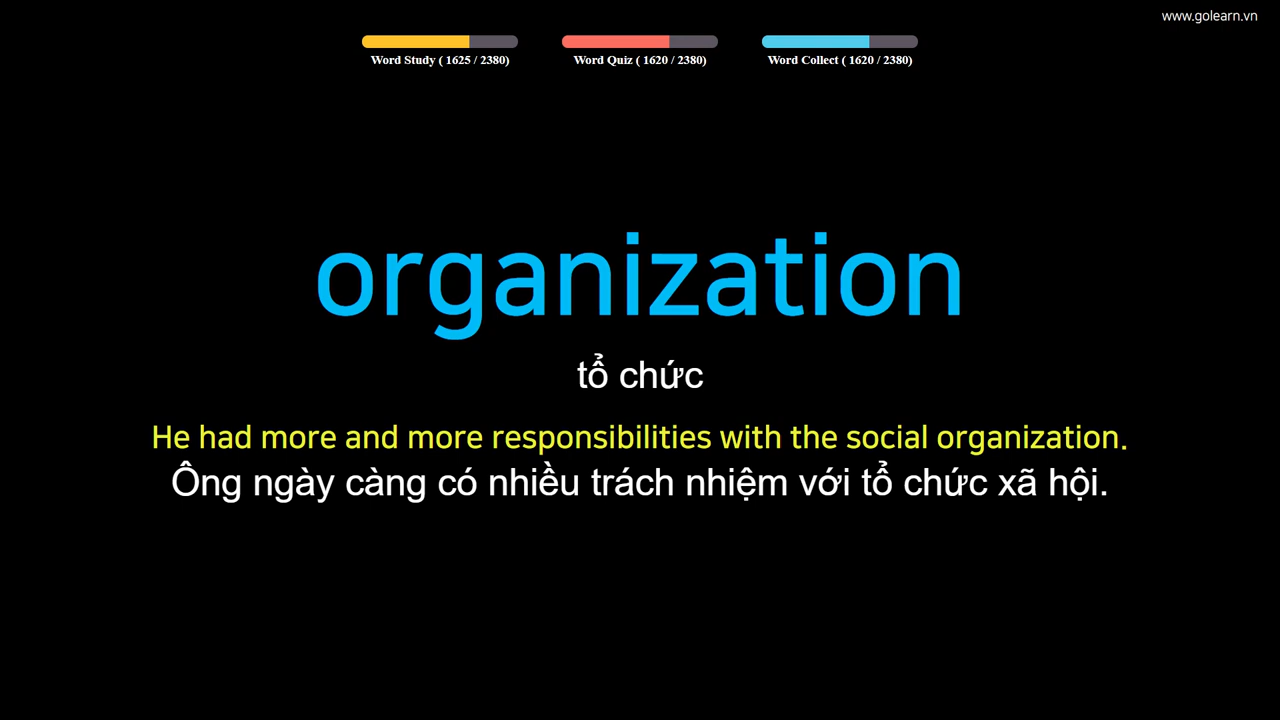 www.golearn.vn
Word Study ( 1625 / 2380)
Word Quiz ( 1620 / 2380)
Word Collect ( 1620 / 2380)
organization
tổ chức
He had more and more responsibilities with the social organization.
Ông ngày càng có nhiều trách nhiệm với tổ chức xã hội.